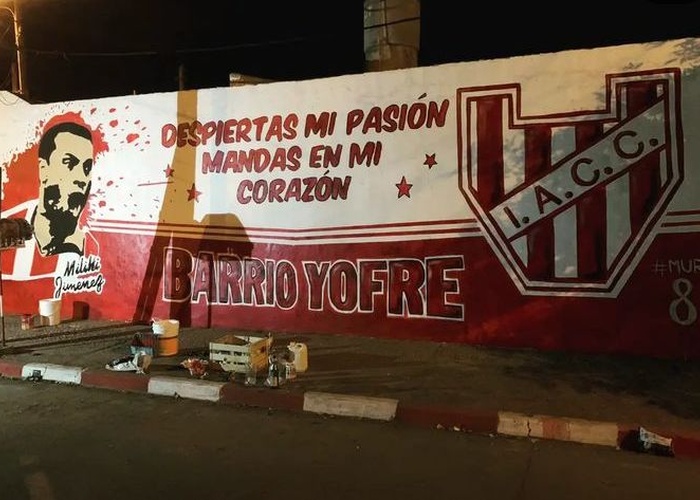 DESPIERTAS MI PASIÓN
MANDAS EN MI
CORAZÓN
I.A.C.C.
Miliki
Jimenez
BARRIO YOFRE
#MUR
8